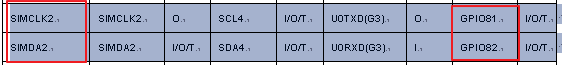 SIMCLK2 SIMCLK2 O SCL4 I/O/T U0TXD(G3) O GPIO81 I/O/T
SIMDA2 SIMDA2 I/O/T SDA4 I/O/T U0RXD(G3) I GPIO82 I/O/T